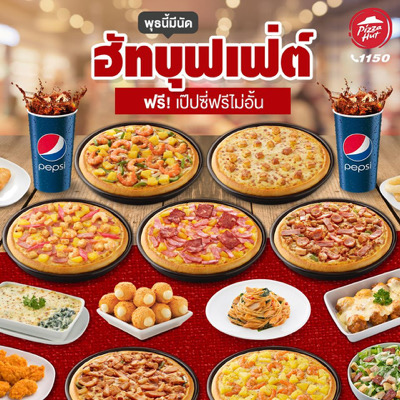 พุธนี้มีนัด
ฮัทบุฟเฟ่ต์
ฟรี! เป๊ปซี่ฟรีไม่อั้น
Pizza
Hut
1150
pepsi
pepsi